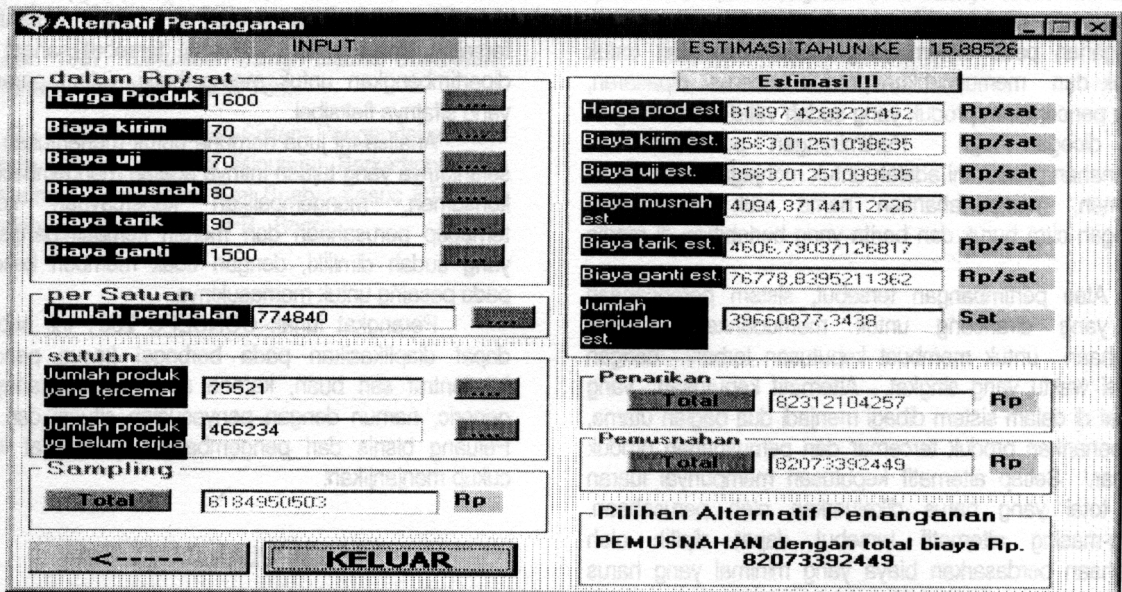 Alternatif Penanganan
INPUT
dalam Rp/sat
Harga Produk 1600 ....
Biaya kirim 70 ....
Biaya uji 70 ....
Biaya musnah 80 ....
Biaya tarik 90 ....
Biaya ganti 1500 ....
per Satuan
Jumlah penjualan 774840 ....
satuan
Jumlah produk
yang tercemar 75521 ....
Jumlah produk
yg belum terjual 466234 ....
Sampling
Total 6184950503 Rp
<-----
KELUAR
ESTIMASI TAHUN KE 15,88526
Estimasi !!!
Harga prod est 81897,4288225452 Rp/sat
Biaya kirim est. 3583,01251098635 Rp/sat
Biaya uji est. 3583,01251098635 Rp/sat
Biaya musnah
est. 4094,87144112726 Rp/sat
Biaya tarik est. 4606,73037126817 Rp/sat
Biaya ganti est. 76778,8395211362 Rp/sat
Jumlah
penjualan
est. 39660877,3438 Sat
Penarikan
Total 82312104257 Rp
Pemusnahan
Total 82073392449 Rp
Pilihan Alternatif Penanganan
PEMUSNAHAN dengan total biaya Rp.
82073392449